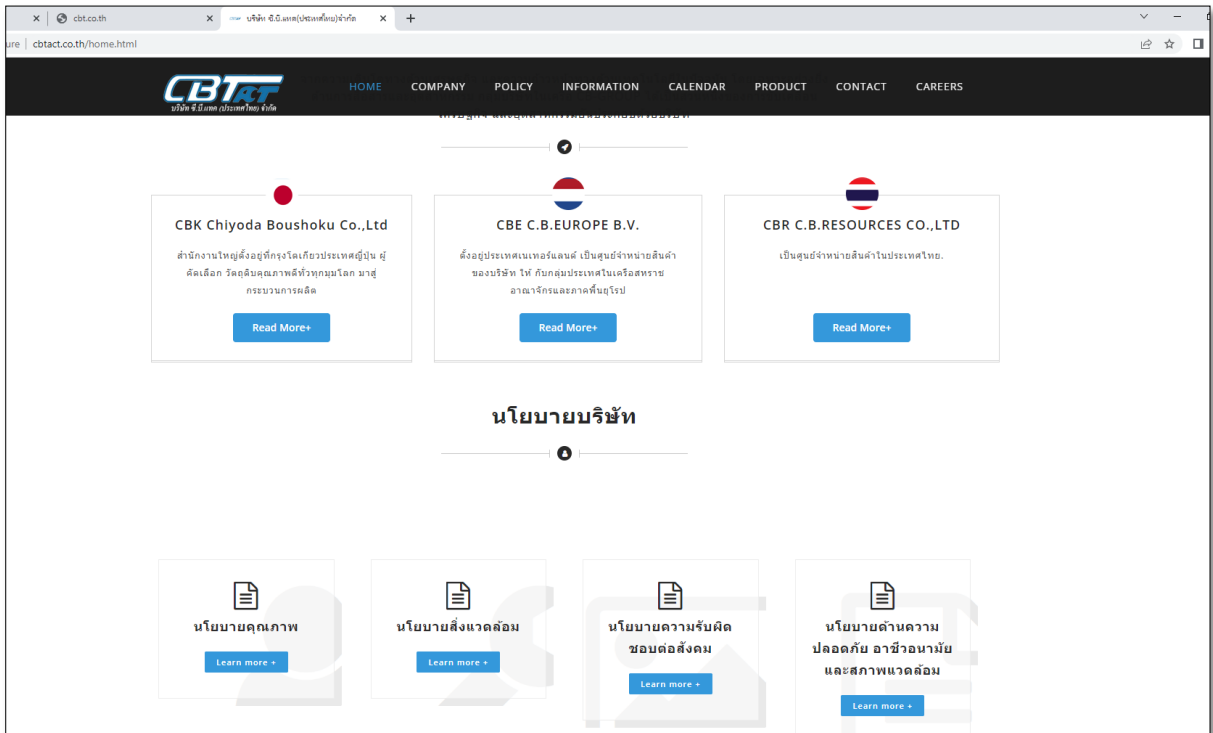 cbt.co.th
บริษัท ซี.บี.แทต(ประเทศไทย)จำกัด
ure | cbtact.co.th/home.html
CBTAT
บริษัท ซี.บี.แทต (ประเทศไทย) จำกัด
HOME COMPANY POLICY INFORMATION CALENDAR PRODUCT CONTACT CAREERS
CBK Chiyoda Boushoku Co.,Ltd
สำนักงานใหญ่ตั้งอยู่ที่กรุงโตเกียวประเทศญี่ปุ่น ผู้
คัดเลือก วัตถุดิบคุณภาพดีทั่วทุกมุมโลก มาสู่
กระบวนการผลิต
Read More+
CBE C.B.EUROPE B.V.
ตั้งอยู่ประเทศเนเทอร์แลนด์ เป็นศูนย์จำหน่ายสินค้า
ของบริษัท ให้ กับกลุ่มประเทศในเครือสหราช
อาณาจักรและภาคพื้นยุโรป
Read More+
CBR C.B.RESOURCES CO.,LTD
เป็นศูนย์จำหน่ายสินค้าในประเทศไทย.
Read More+
นโยบายบริษัท
นโยบายคุณภาพ
Learn more +
นโยบายสิ่งแวดล้อม
Learn more +
นโยบายความรับผิด
ชอบต่อสังคม
Learn more +
นโยบายด้านความ
ปลอดภัย อาชีวอนามัย
และสภาพแวดล้อม
Learn more +